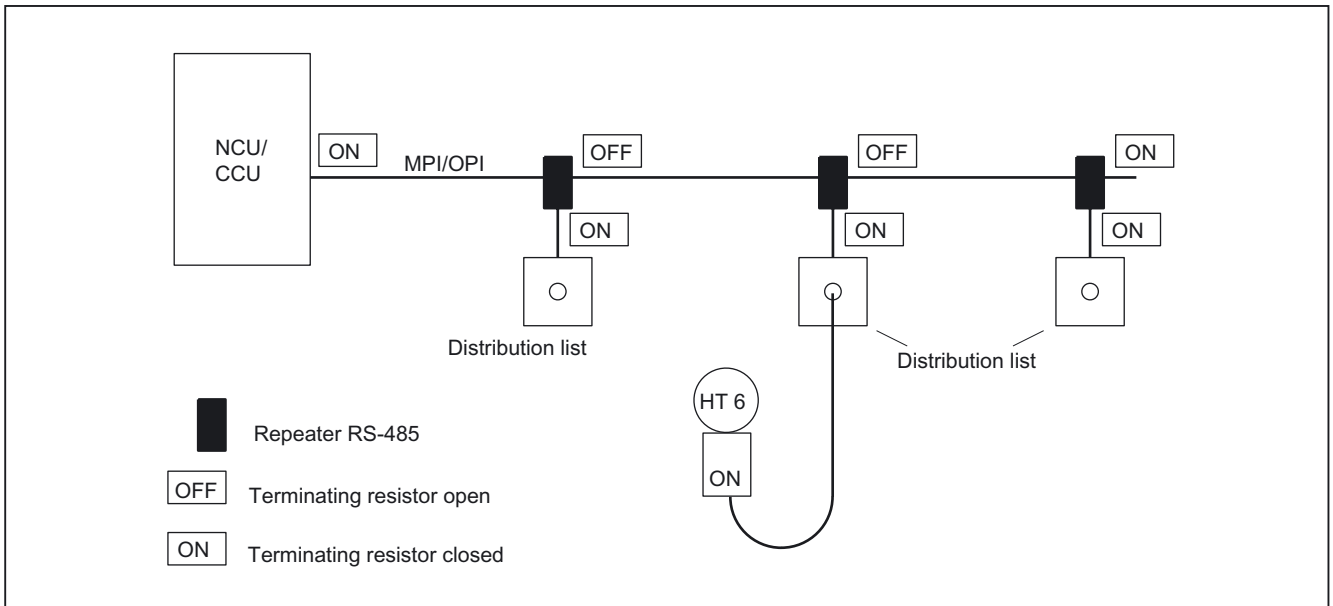 NCU/
CCU
ON
MPI/OPI
OFF
OFF
ON
ON
ON
ON
Distribution list
Distribution list
HT 6
ON
Repeater RS-485
OFF Terminating resistor open
ON Terminating resistor closed